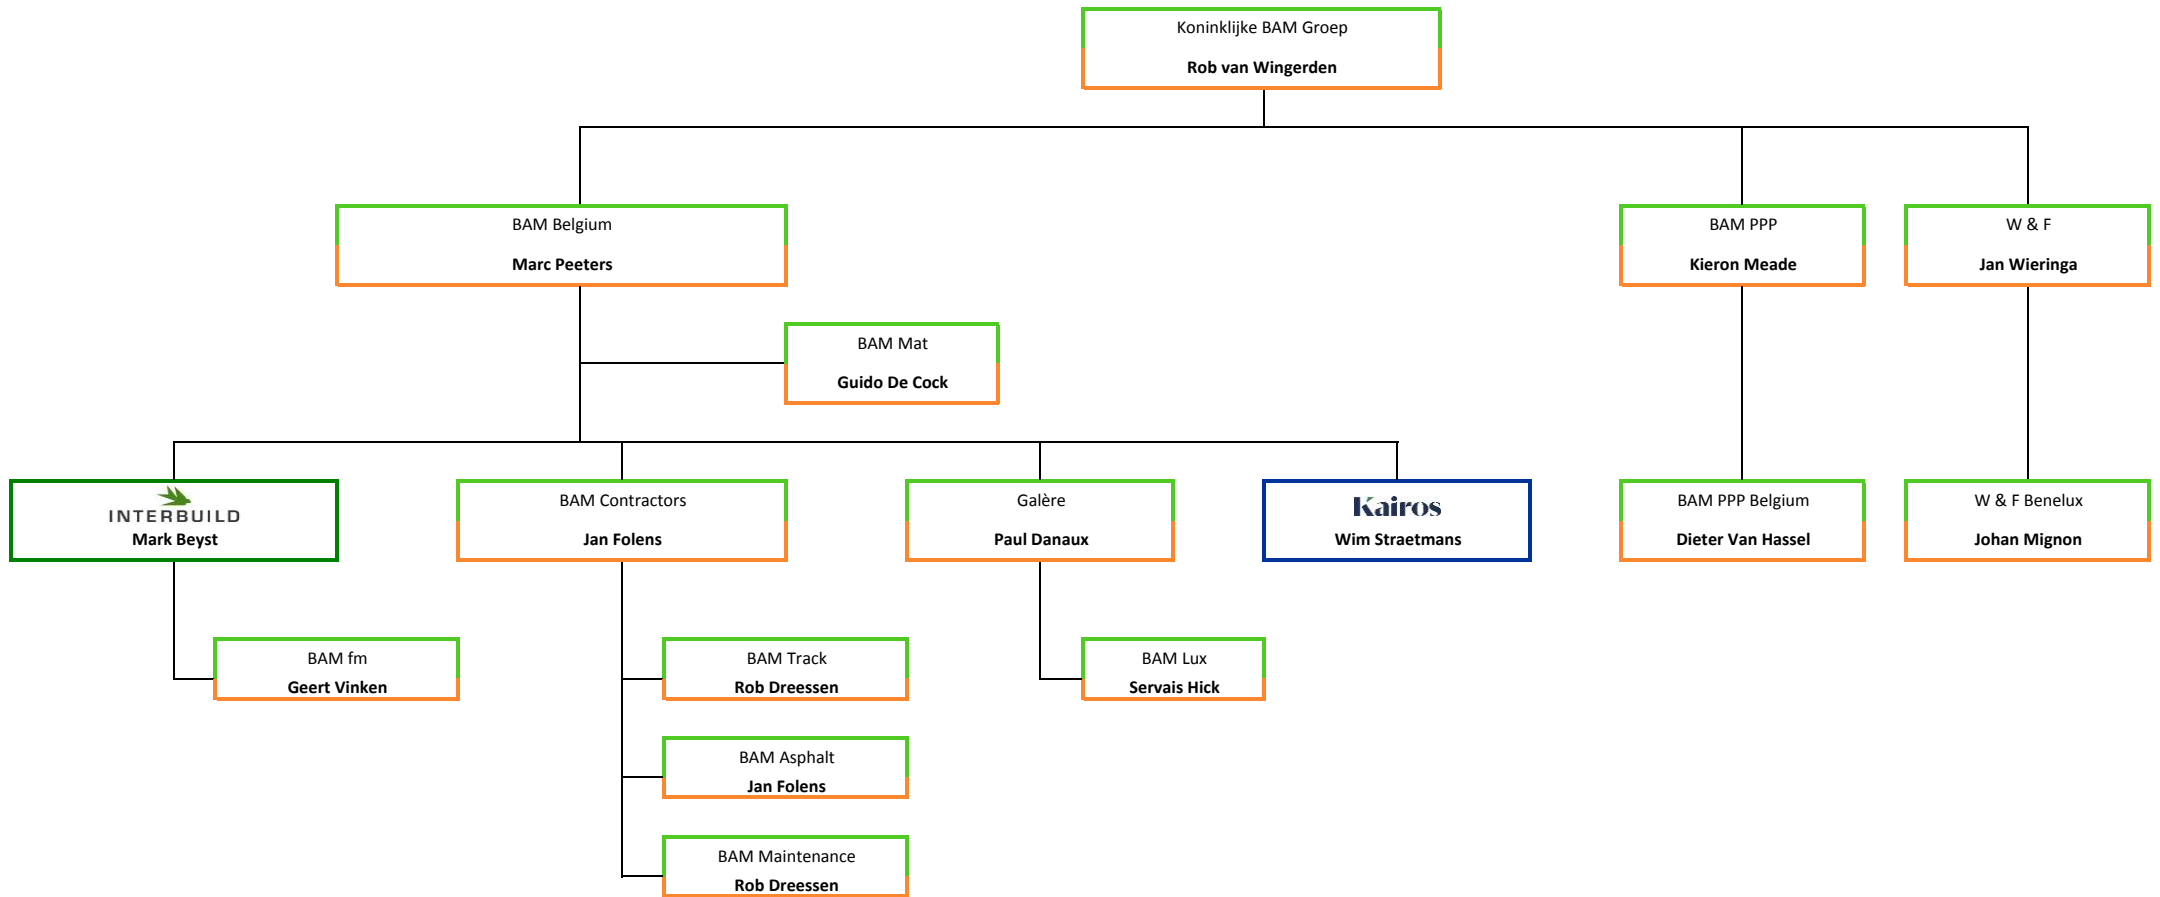 Koninklijke BAM Groep
Rob van Wingerden
BAM Belgium
Marc Peeters
BAM PPP
Kieron Meade
W & F
Jan Wieringa
BAM Mat
Guido De Cock
INTERBUILD
Mark Beyst
BAM Contractors
Jan Folens
Galère
Paul Danaux
Kairos
Wim Straetmans
BAM PPP Belgium
Dieter Van Hassel
W & F Benelux
Johan Mignon
BAM fm
Geert Vinken
BAM Track
Rob Dreessen
BAM Lux
Servais Hick
BAM Asphalt
Jan Folens
BAM Maintenance
Rob Dreessen